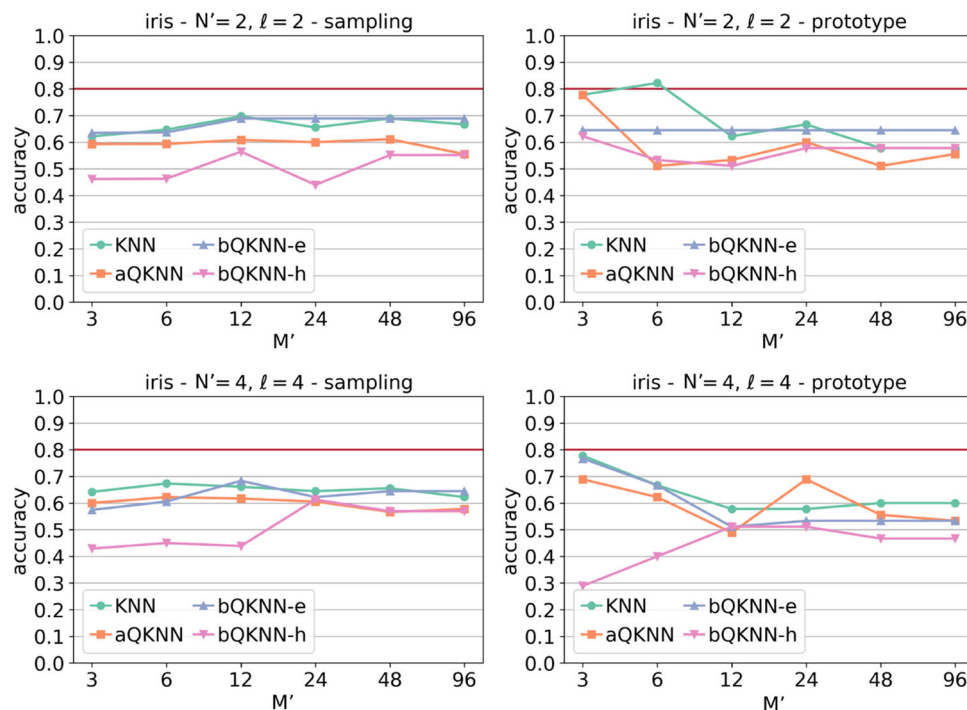 iris - N'= 2, ℓ = 2 - sampling
1.0
0.9
0.8
0.7
0.6
0.5
0.4
0.3
0.2
0.1
0.0
accuracy
KNN
aQKNN
bQKNN-e
bQKNN-h
3 6 12 24 48 96
M'
iris - N'= 2, ℓ = 2 - prototype
1.0
0.9
0.8
0.7
0.6
0.5
0.4
0.3
0.2
0.1
0.0
accuracy
KNN
aQKNN
bQKNN-e
bQKNN-h
3 6 12 24 48 96
M'
iris - N'= 4, ℓ = 4 - sampling
1.0
0.9
0.8
0.7
0.6
0.5
0.4
0.3
0.2
0.1
0.0
accuracy
KNN
aQKNN
bQKNN-e
bQKNN-h
3 6 12 24 48 96
M'
iris - N'= 4, ℓ = 4 - prototype
1.0
0.9
0.8
0.7
0.6
0.5
0.4
0.3
0.2
0.1
0.0
accuracy
KNN
aQKNN
bQKNN-e
bQKNN-h
3 6 12 24 48 96
M'